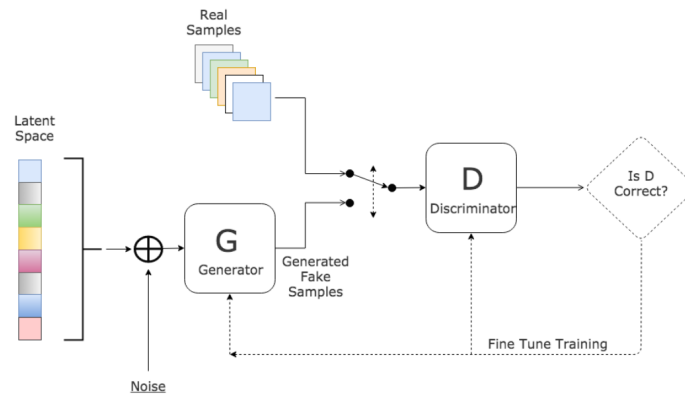 Real
Samples
Latent
Space
Is D
Correct?
D
Discriminator
G
Generator
Generated
Fake
Samples
Fine Tune Training
Noise